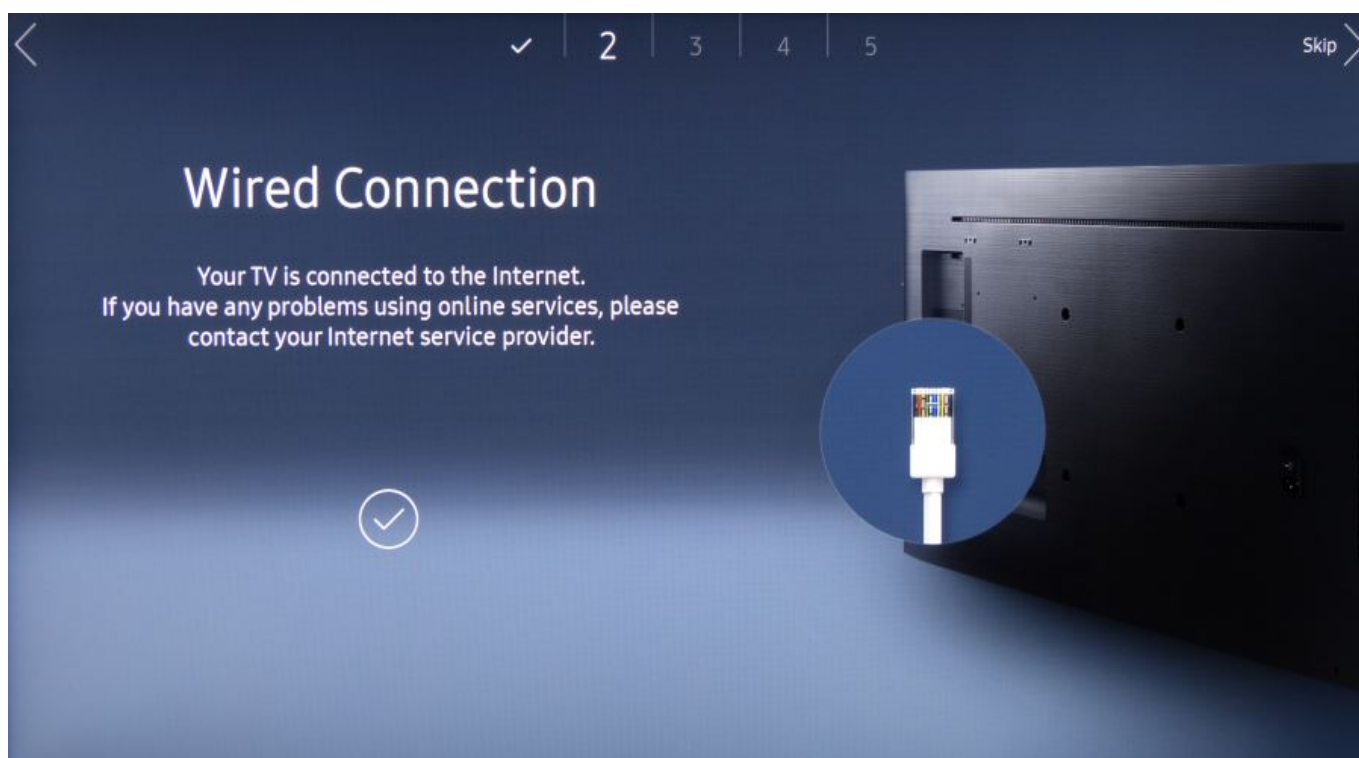 2 3 4 5 Skip
Wired Connection
Your TV is connected to the Internet.
If you have any problems using online services, please
contact your Internet service provider.